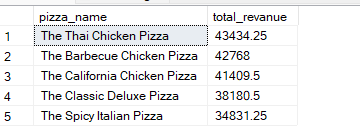 pizza_name total_revanue
1 The Thai Chicken Pizza 43434.25
2 The Barbecue Chicken Pizza 42768
3 The California Chicken Pizza 41409.5
4 The Classic Deluxe Pizza 38180.5
5 The Spicy Italian Pizza 34831.25